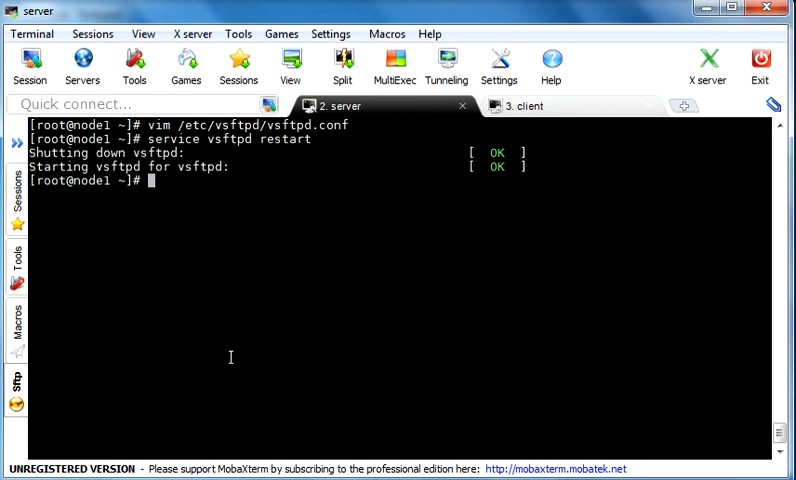 server
Terminal Sessions View X server Tools Games Settings Macros Help
Session Servers Tools Games Sessions View Split MultiExec Tunneling Settings Help X server Exit
Quick connect... 2. server 3. client
[root@node1 ~]# vim /etc/vsftpd/vsftpd.conf
[root@node1 ~]# service vsftpd restart
Shutting down vsftpd: [ OK ]
Starting vsftpd for vsftpd: [ OK ]
[root@node1 ~]#
Sessions
Tools
Macros
Sftp
UNREGISTERED VERSION - Please support MobaXterm by subscribing to the professional edition here: http://mobaxterm.mobatek.net